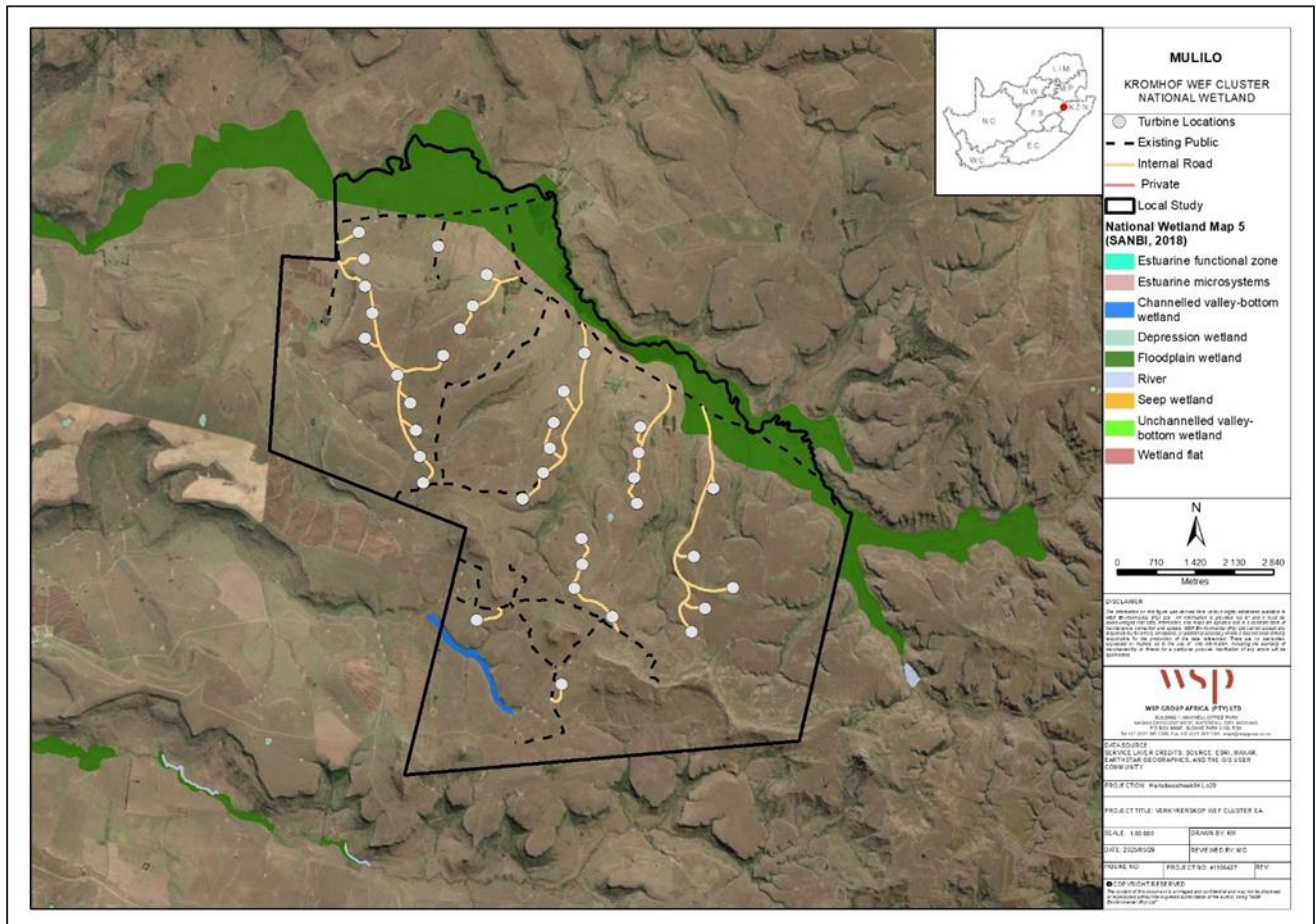 LIM
NW
MP
FS
KZN
NC
EC
WC
MULILO
KROMHOF WEF CLUSTER
NATIONAL WETLAND
Turbine Locations
Existing Public
Internal Road
Private
Local Study
National Wetland Map 5
(SANBI, 2018)
Estuarine functional zone
Estuarine microsystems
Channelled valley-bottom
wetland
Depression wetland
Floodplain wetland
River
Seep wetland
Unchannelled valley-
bottom wetland
Wetland flat
N
0 710 1 420 2 130 2 840
Metres
DISCLAIMER
wsp
WSP GROUP AFRICA (PTY) LTD
DATA SOURCE:
SERVICE LAYER CREDITS: SOURCE: ESRI, MAXAR,
EARTHSTAR GEOGRAPHICS, AND THE GIS USER
COMMUNITY
PROJECTION:
PROJECT TITLE: VERKYKERSKOP WEF CLUSTER EA
SCALE:
DRAWN BY:
DATE:
REVIEWED BY:
FIGURE NO:
PROJECT NO:
REV:
© COPYRIGHT RESERVED